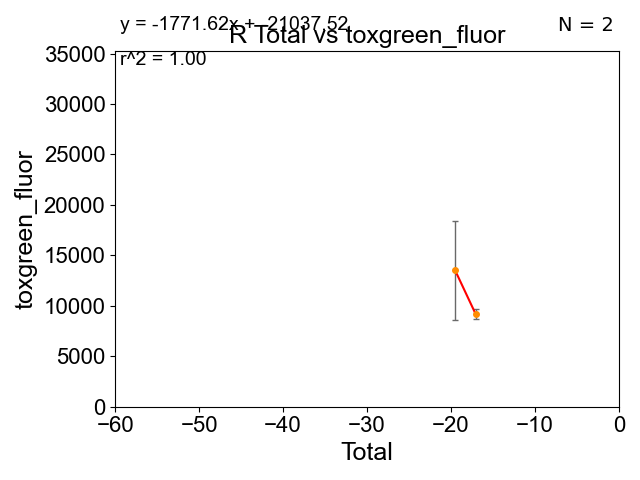 y = -1771.62x + -21037.52
R Total vs toxgreen_fluor
N = 2
r^2 = 1.00
35000
30000
25000
20000
15000
10000
5000
0
toxgreen_fluor
−60 −50 −40 −30 −20 −10 0
Total